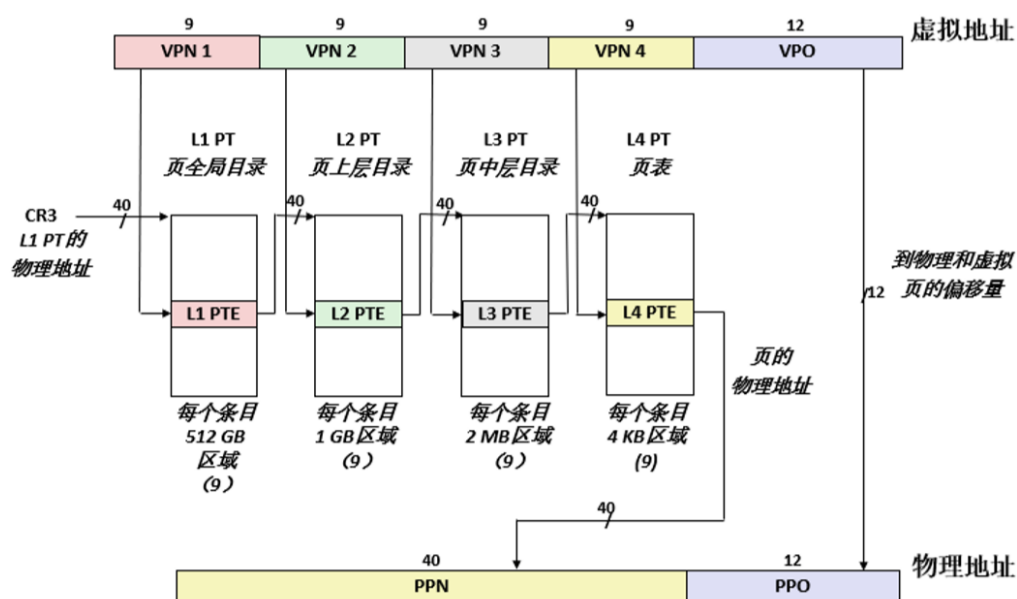 9 9 9 9 12
VPN 1 VPN 2 VPN 3 VPN 4 VPO 虚拟地址
L1 PT
页全局目录
L2 PT
页上层目录
L3 PT
页中层目录
L4 PT
页表
CR3
L1 PT的
物理地址
40
40
40
40
L1 PTE L2 PTE L3 PTE L4 PTE
到物理和虚拟
页的偏移量
12
页的
物理地址
每个条目
512 GB
区域
（9）
每个条目
1 GB区域
（9）
每个条目
2 MB区域
（9）
每个条目
4 KB区域
(9)
40
40 12
PPN PPO 物理地址